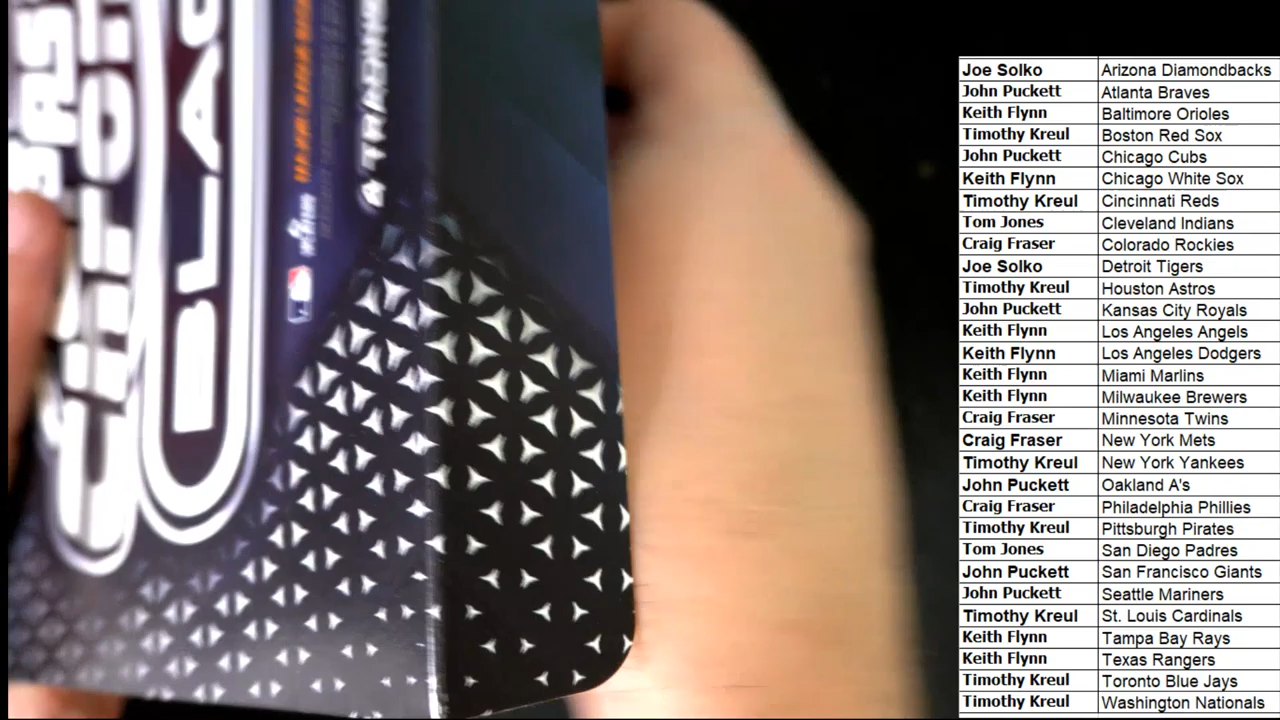 Joe Solko Arizona Diamondbacks
John Puckett Atlanta Braves
Keith Flynn Baltimore Orioles
Timothy Kreul Boston Red Sox
John Puckett Chicago Cubs
Keith Flynn Chicago White Sox
Timothy Kreul Cincinnati Reds
Tom Jones Cleveland Indians
Craig Fraser Colorado Rockies
Joe Solko Detroit Tigers
Timothy Kreul Houston Astros
John Puckett Kansas City Royals
Keith Flynn Los Angeles Angels
Keith Flynn Los Angeles Dodgers
Keith Flynn Miami Marlins
Keith Flynn Milwaukee Brewers
Craig Fraser Minnesota Twins
Craig Fraser New York Mets
Timothy Kreul New York Yankees
John Puckett Oakland A's
Craig Fraser Philadelphia Phillies
Timothy Kreul Pittsburgh Pirates
Tom Jones San Diego Padres
John Puckett San Francisco Giants
John Puckett Seattle Mariners
Timothy Kreul St. Louis Cardinals
Keith Flynn Tampa Bay Rays
Keith Flynn Texas Rangers
Timothy Kreul Toronto Blue Jays
Timothy Kreul Washington Nationals